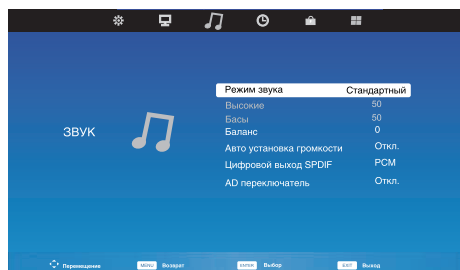 Режим звука Стандартный
Высокие 50
Басы 50
Баланс 0
Авто установка громкости Откл.
Цифровой выход SPDIF PCM
AD переключатель Откл.
ЗВУК
Перемещение MENU Возврат ENTER Выбор EXIT Выход